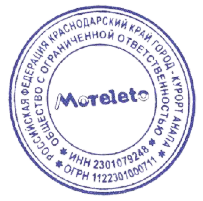 РОССИЙСКАЯ ФЕДЕРАЦИЯ КРАСНОДАРСКИЙ КРАЙ ГОРОД - КУРОРТ АНАПА
ОБЩЕСТВО С ОГРАНИЧЕННОЙ ОТВЕТСТВЕННОСТЬЮ
Moreleto
ИНН 2301079248
ОГРН 1122301000711